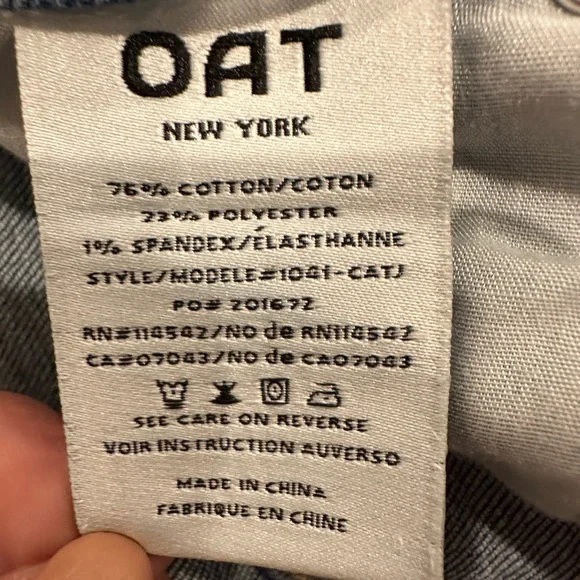 OAT
NEW YORK
76% COTTON/COTON
23% POLYESTER
1% SPANDEX/ÉLASTHANNE
STYLE/MODELE#1041-CATJ
PO# 201672
RN#114542/NO de RN114542
CA#07043/NO de CA07043
SEE CARE ON REVERSE
VOIR INSTRUCTION AUVERSO
MADE IN CHINA
FABRIQUE EN CHINE